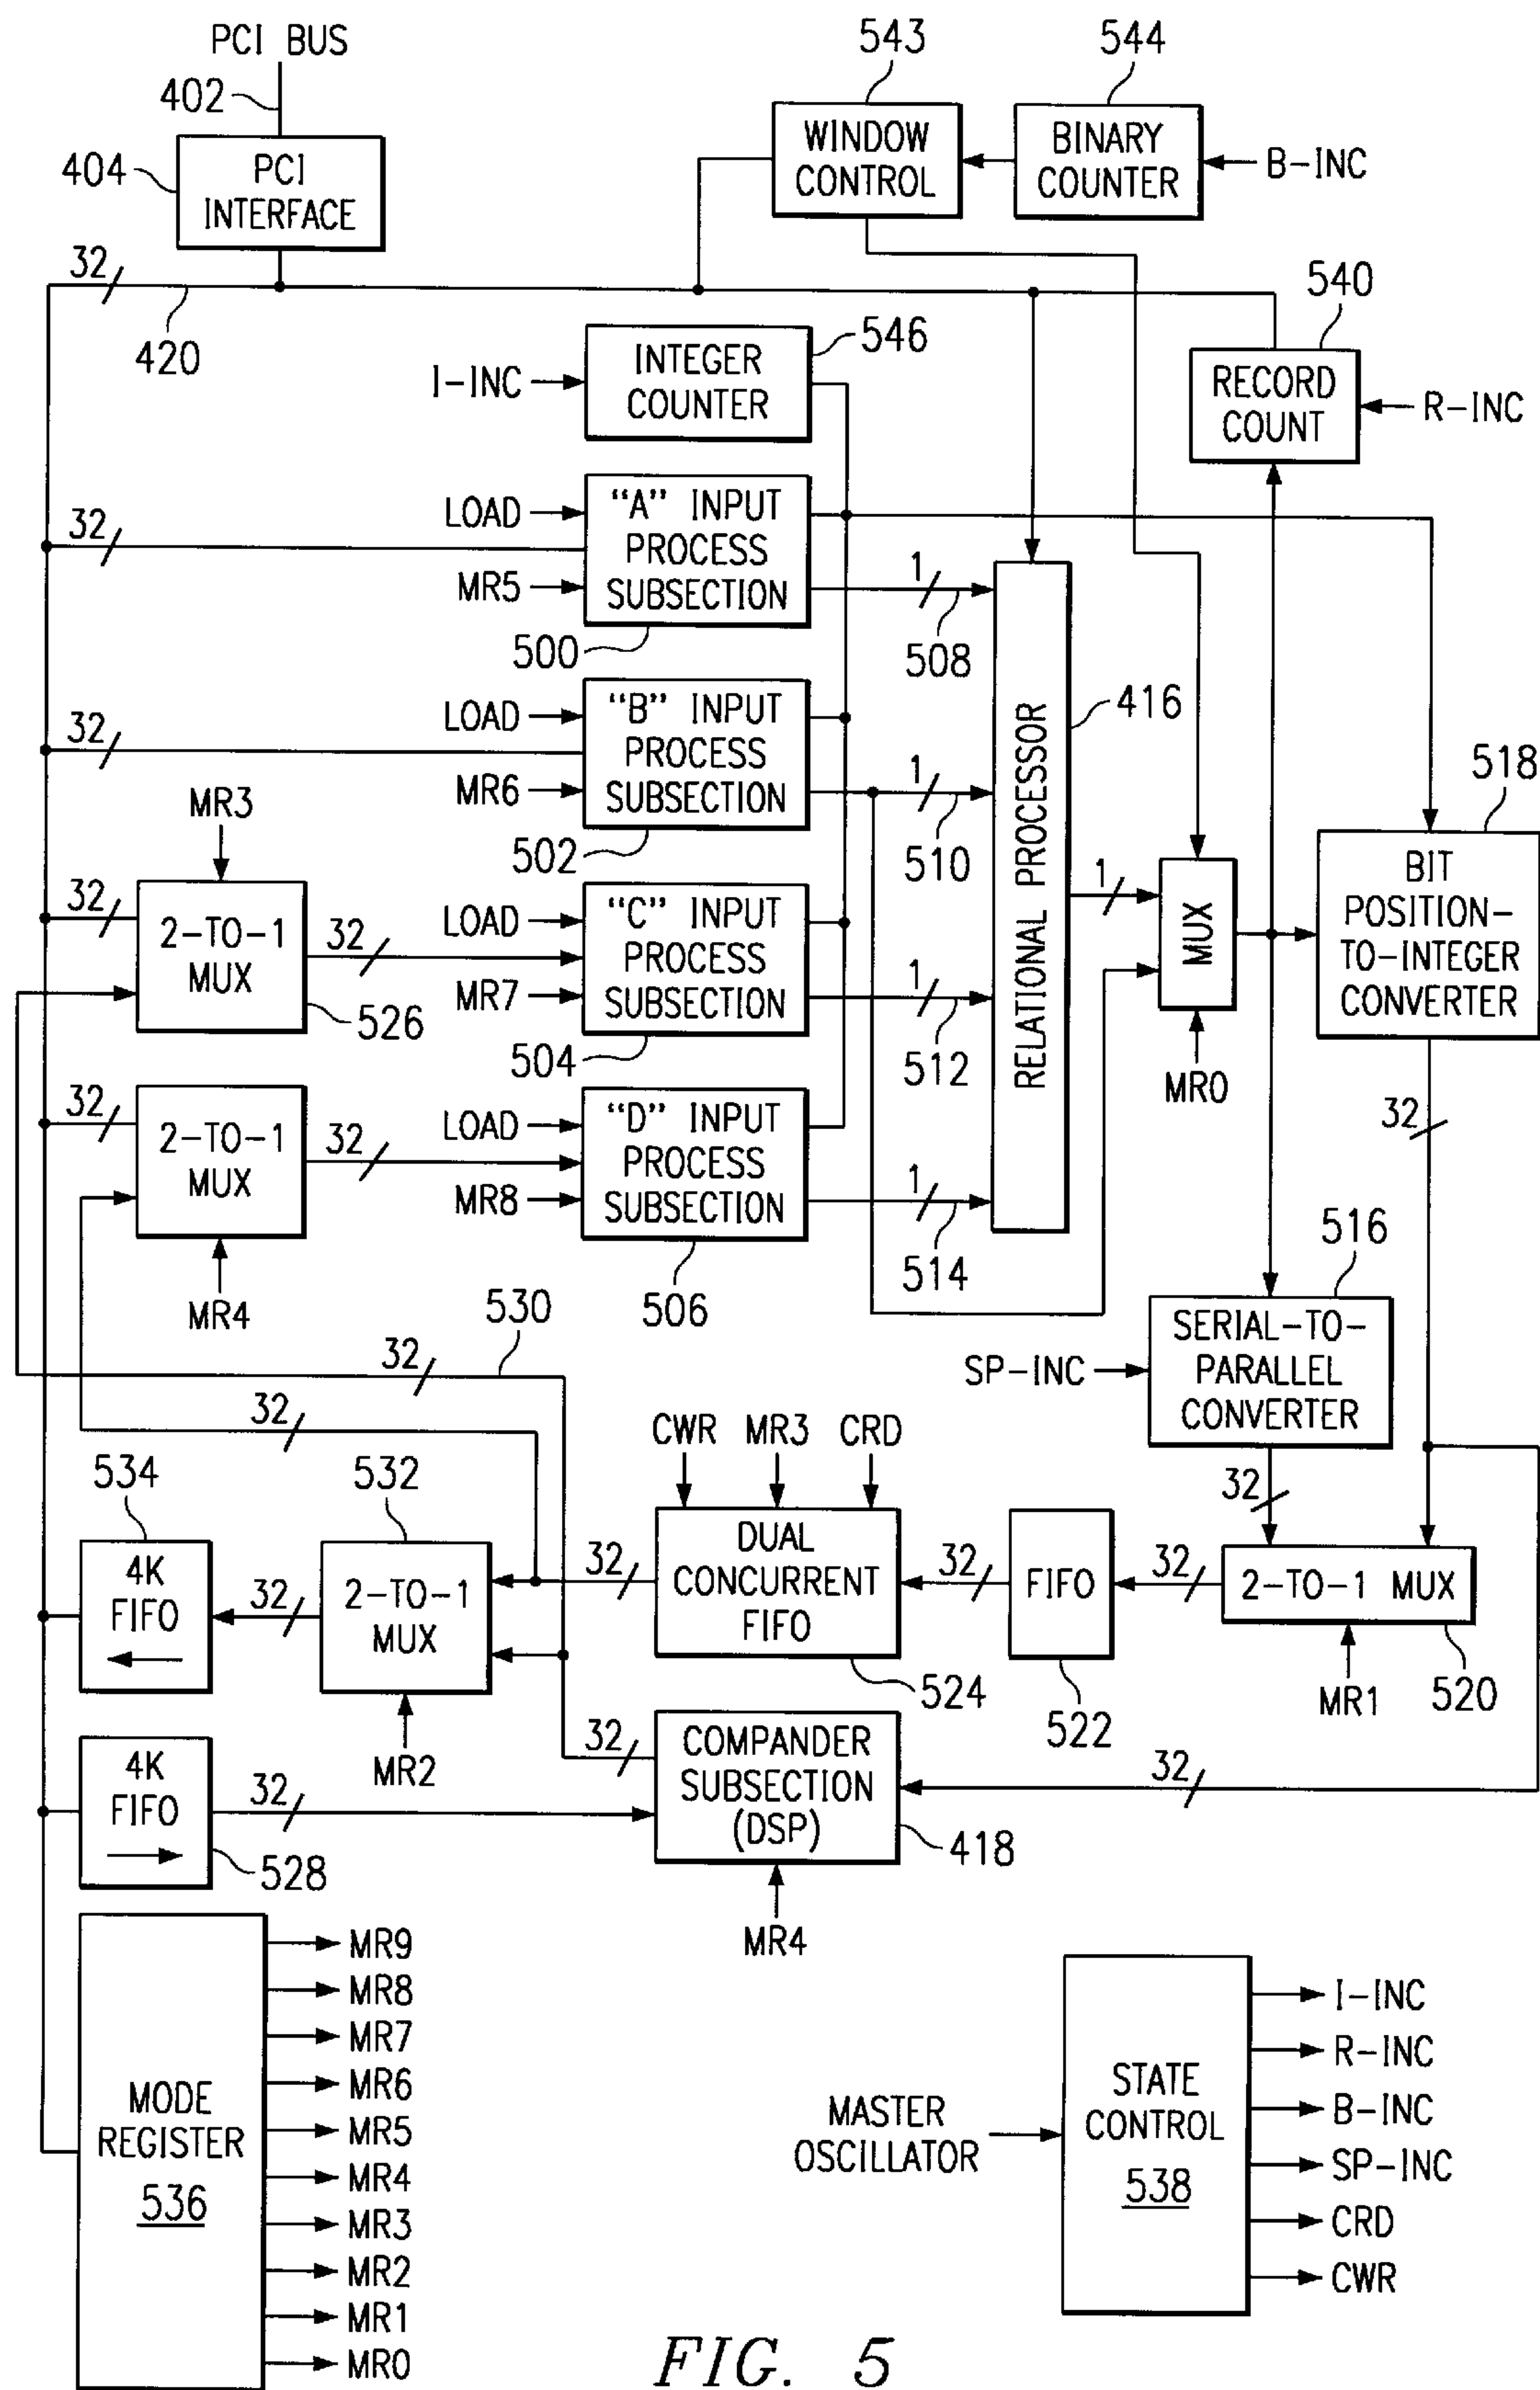 PCI BUS
402
404
PCI
INTERFACE
543
544
WINDOW
CONTROL
BINARY
COUNTER
B-INC
32
420
540
546
I-INC
INTEGER
COUNTER
RECORD
COUNT
R-INC
LOAD
32
MR5
"A" INPUT
PROCESS
SUBSECTION
500
1
508
LOAD
32
MR6
"B" INPUT
PROCESS
SUBSECTION
502
1
510
RELATIONAL PROCESSOR
416
518
MR3
32
2-TO-1
MUX
526
32
LOAD
MR7
"C" INPUT
PROCESS
SUBSECTION
504
1
512
1
MUX
MR0
BIT
POSITION-
TO-INTEGER
CONVERTER
32
32
2-TO-1
MUX
MR4
32
LOAD
MR8
"D" INPUT
PROCESS
SUBSECTION
506
1
514
516
SP-INC
SERIAL-TO-
PARALLEL
CONVERTER
32
530
32
32
534
4K
FIFO
32
532
2-TO-1
MUX
MR2
32
CWR MR3 CRD
DUAL
CONCURRENT
FIFO
524
32
FIFO
522
32
2-TO-1 MUX
MR1
520
4K
FIFO
528
32
32
COMPANDER
SUBSECTION
(DSP)
418
MR4
32
MODE
REGISTER
536
MR9
MR8
MR7
MR6
MR5
MR4
MR3
MR2
MR1
MR0
MASTER
OSCILLATOR
STATE
CONTROL
538
I-INC
R-INC
B-INC
SP-INC
CRD
CWR
FIG. 5